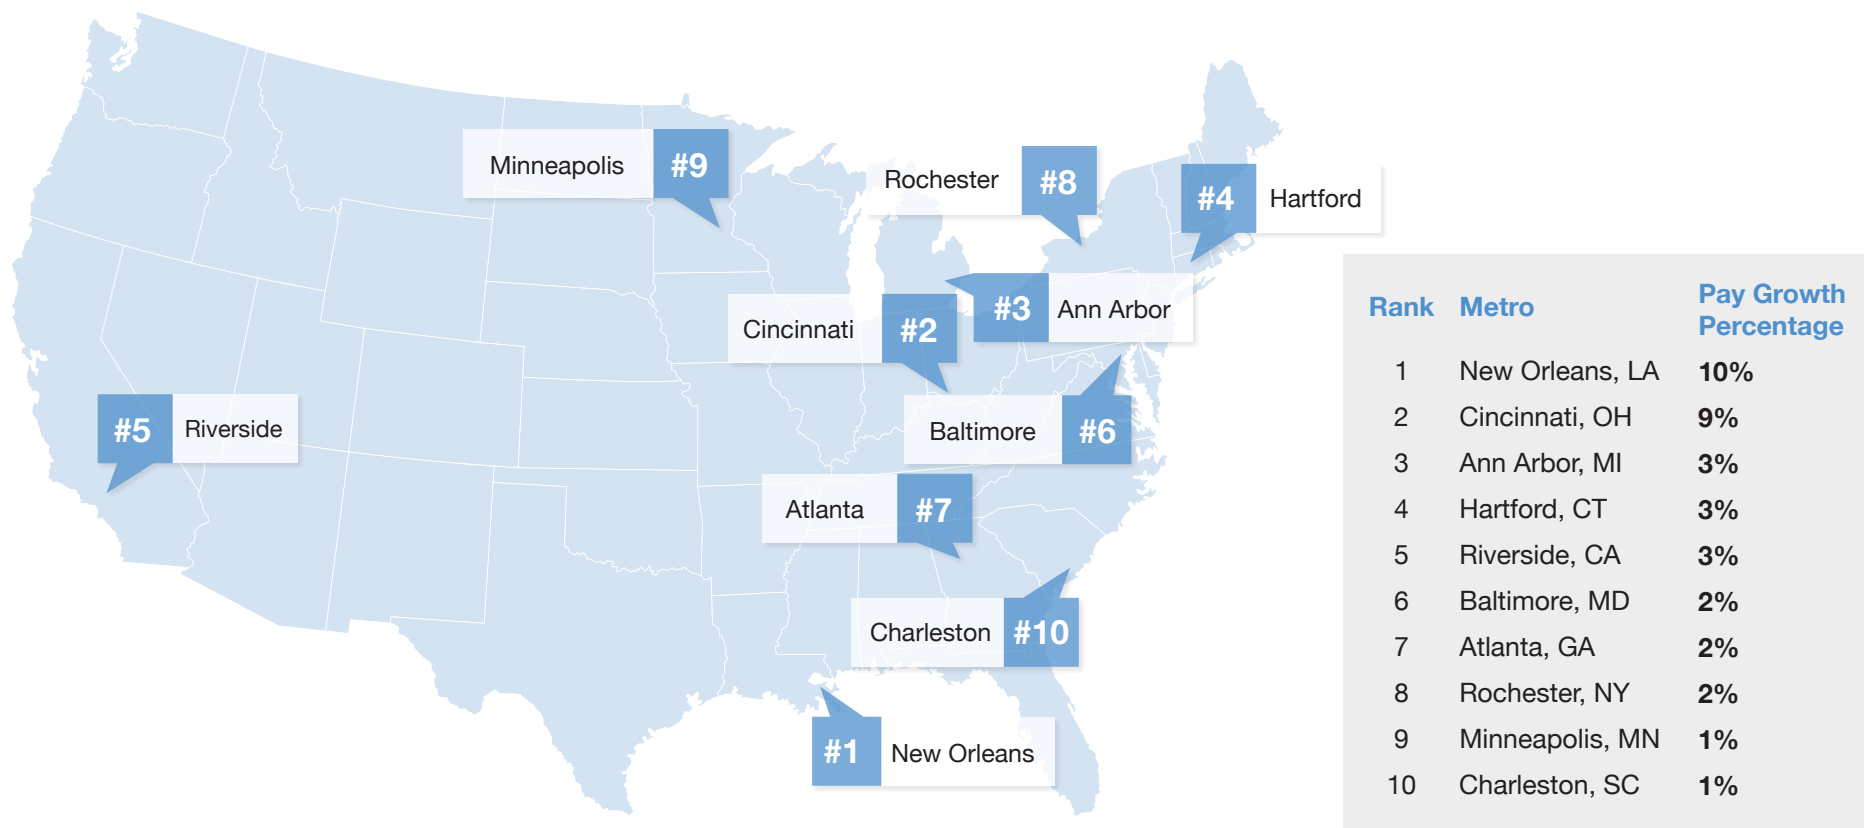 Minneapolis #9
Rochester #8
#4 Hartford
Cincinnati #2
#3 Ann Arbor
#5 Riverside
Baltimore #6
Atlanta #7
Charleston #10
#1 New Orleans
Rank Metro Pay Growth
Percentage
1 New Orleans, LA 10%
2 Cincinnati, OH 9%
3 Ann Arbor, MI 3%
4 Hartford, CT 3%
5 Riverside, CA 3%
6 Baltimore, MD 2%
7 Atlanta, GA 2%
8 Rochester, NY 2%
9 Minneapolis, MN 1%
10 Charleston, SC 1%